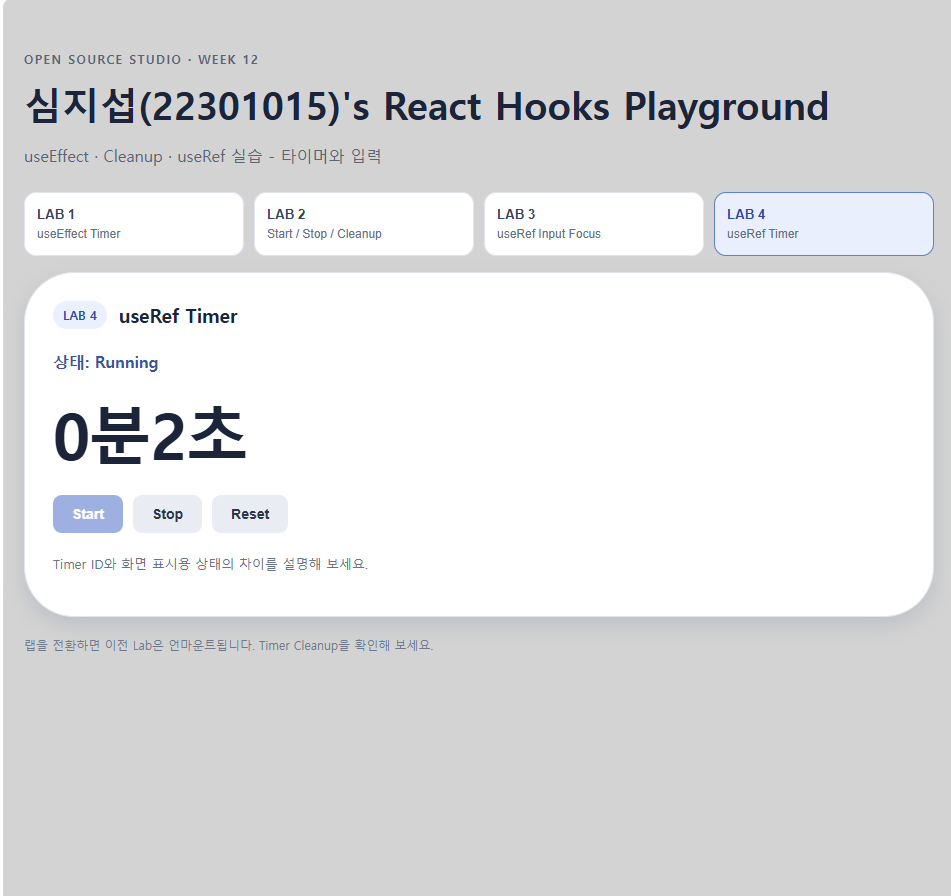 OPEN SOURCE STUDIO · WEEK 12
심지섭(22301015)'s React Hooks Playground
useEffect · Cleanup · useRef 실습 - 타이머와 입력
LAB 1
useEffect Timer
LAB 2
Start / Stop / Cleanup
LAB 3
useRef Input Focus
LAB 4
useRef Timer
LAB 4 useRef Timer
상태: Running
0분2초
Start Stop Reset
Timer ID와 화면 표시용 상태의 차이를 설명해 보세요.
랩을 전환하면 이전 Lab은 언마운트됩니다. Timer Cleanup을 확인해 보세요.